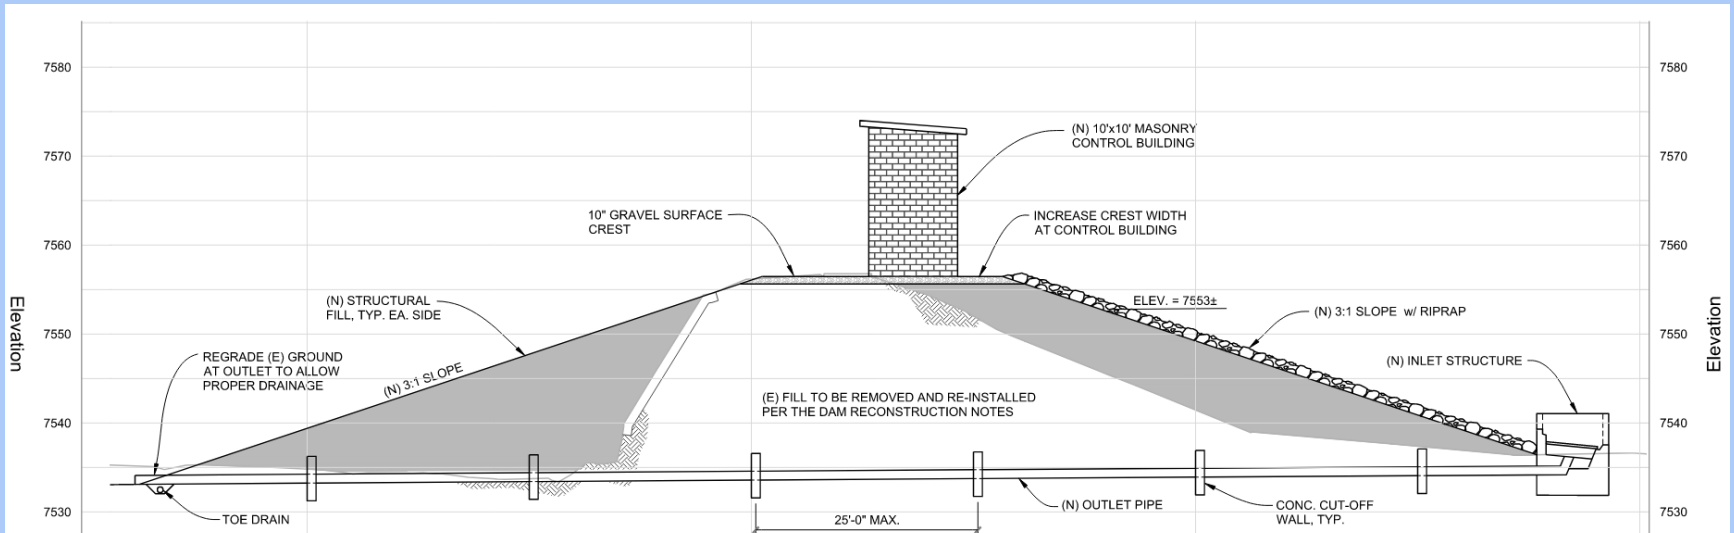 7580
7580
(N) 10'x10' MASONRY
CONTROL BUILDING
7570
7570
10" GRAVEL SURFACE
CREST
INCREASE CREST WIDTH
AT CONTROL BUILDING
7560
7560
Elevation
Elevation
(N) STRUCTURAL
FILL, TYP. EA. SIDE
ELEV. = 7553±
(N) 3:1 SLOPE w/ RIPRAP
7550
7550
REGRADE (E) GROUND
AT OUTLET TO ALLOW
PROPER DRAINAGE
(N) 3:1 SLOPE
(N) INLET STRUCTURE
(E) FILL TO BE REMOVED AND RE-INSTALLED
PER THE DAM RECONSTRUCTION NOTES
7540
7540
7530
TOE DRAIN
25'-0" MAX.
(N) OUTLET PIPE
CONC. CUT-OFF
WALL, TYP.
7530